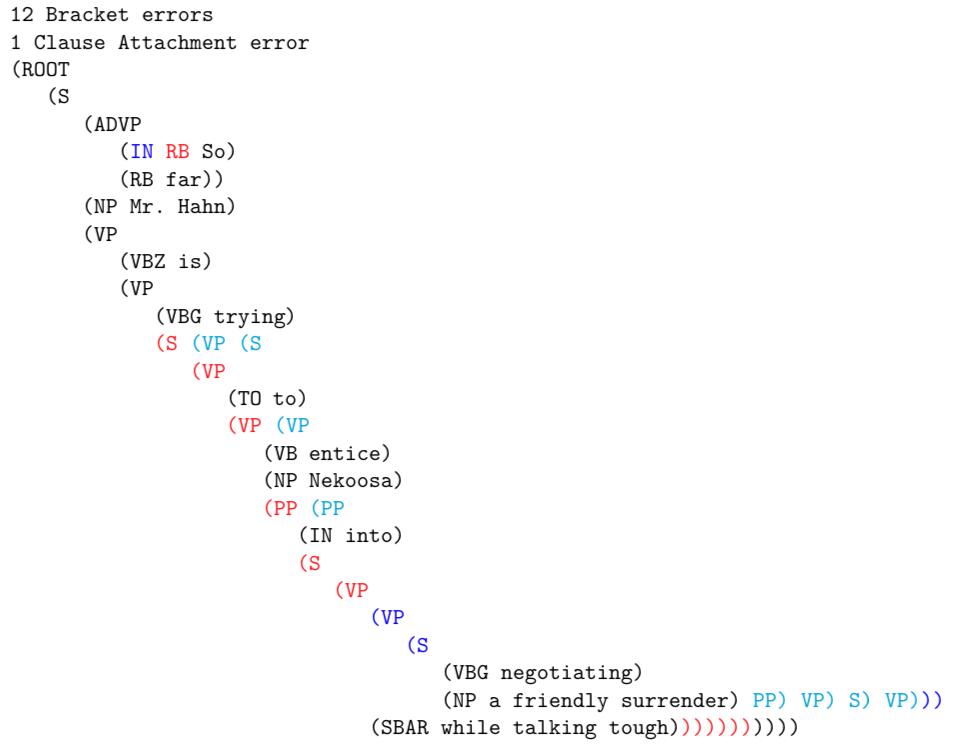 12 Bracket errors
1 Clause Attachment error
(ROOT
(S
(ADVP
(IN RB So)
(RB far))
(NP Mr. Hahn)
(VP
(VBZ is)
(VP
(VBG trying)
(S (VP (S
(VP
(TO to)
(VP (VP
(VB entice)
(NP Nekoosa)
(PP (PP
(IN into)
(S
(VP
(VP
(S
(VBG negotiating)
(NP a friendly surrender) PP) VP) S) VP)))
(SBAR while talking tough))))))))))